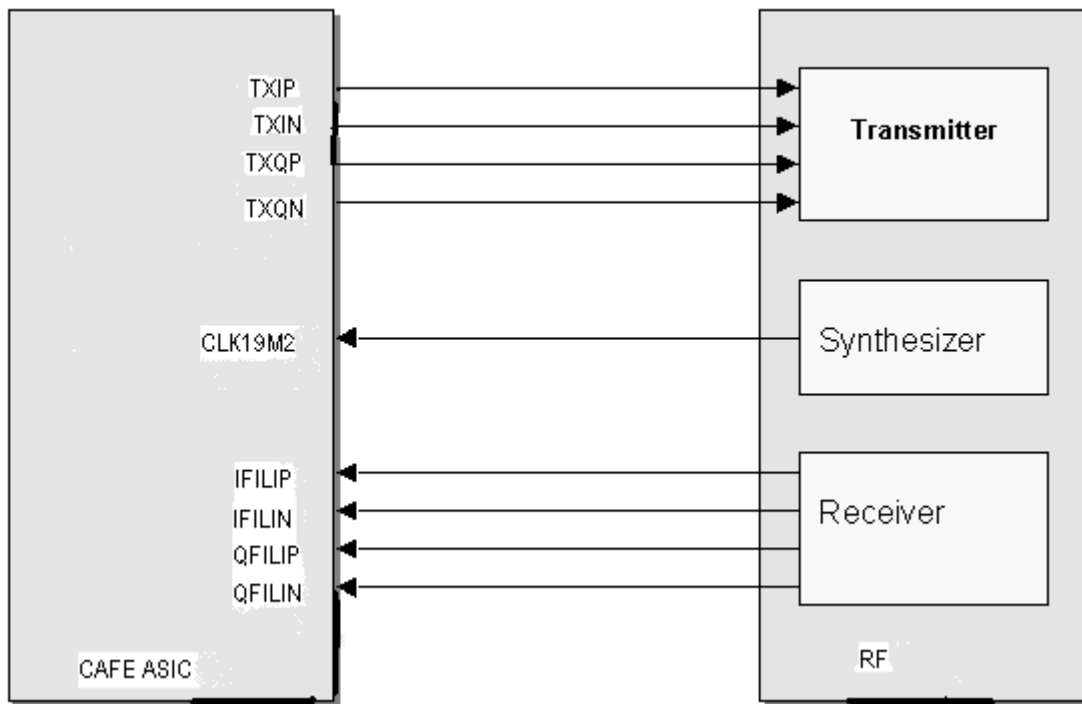 TXIP
TXIN
TXQP
TXQN
Transmitter
CLK19M2
Synthesizer
IFILIP
IFILIN
QFILIP
QFILIN
Receiver
CAFE ASIC
RF